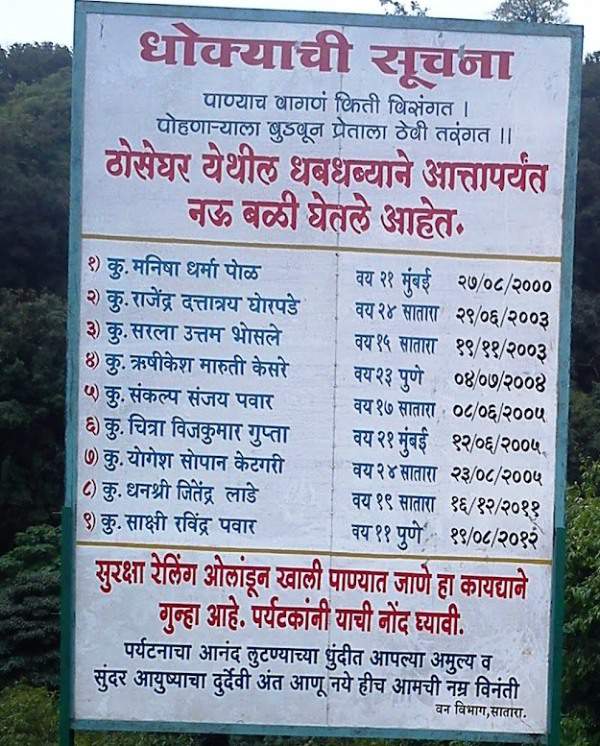 धोक्याची सूचना
पाण्याच वागणं किती विसंगत ।
पोहणाऱ्याला बुडवून प्रेताला ठेवी तरंगत ॥
ठोसेघर येथील धबधब्याने आत्तापर्यंत
नऊ बळी घेतले आहेत.
१) कु. मनिषा धर्मा पोळ वय २१ मुंबई २७/०८/२०००
२) कु. राजेंद्र दत्तात्रय घोरपडे वय २४ सातारा २९/०६/२००३
३) कु. सरला उत्तम भोसले वय १५ सातारा १९/११/२००३
४) कु. ऋषीकेश मारुती केसरे वय २३ पुणे ०४/०७/२००४
५) कु. संकल्प संजय पवार वय १७ सातारा ०८/०६/२००५
६) कु. चित्रा विजकुमार गुप्ता वय २१ मुंबई १२/०६/२००५
७) कु. योगेश सोपान केटगरी वय २४ सातारा २३/०८/२००५
८) कु. धनश्री जितेंद्र लाडे वय १९ सातारा १६/१२/२०११
९) कु. साक्षी रविंद्र पवार वय ११ पुणे १९/०८/२०१२
सुरक्षा रेलिंग ओलांडून खाली पाण्यात जाणे हा कायद्याने
गुन्हा आहे. पर्यटकांनी याची नोंद घ्यावी.
पर्यटनाचा आनंद लुटण्याच्या धुंदीत आपल्या अमुल्य व
सुंदर आयुष्याचा दुर्देवी अंत आणू नये हीच आमची नम्र विनंती
वन विभाग,सातारा.